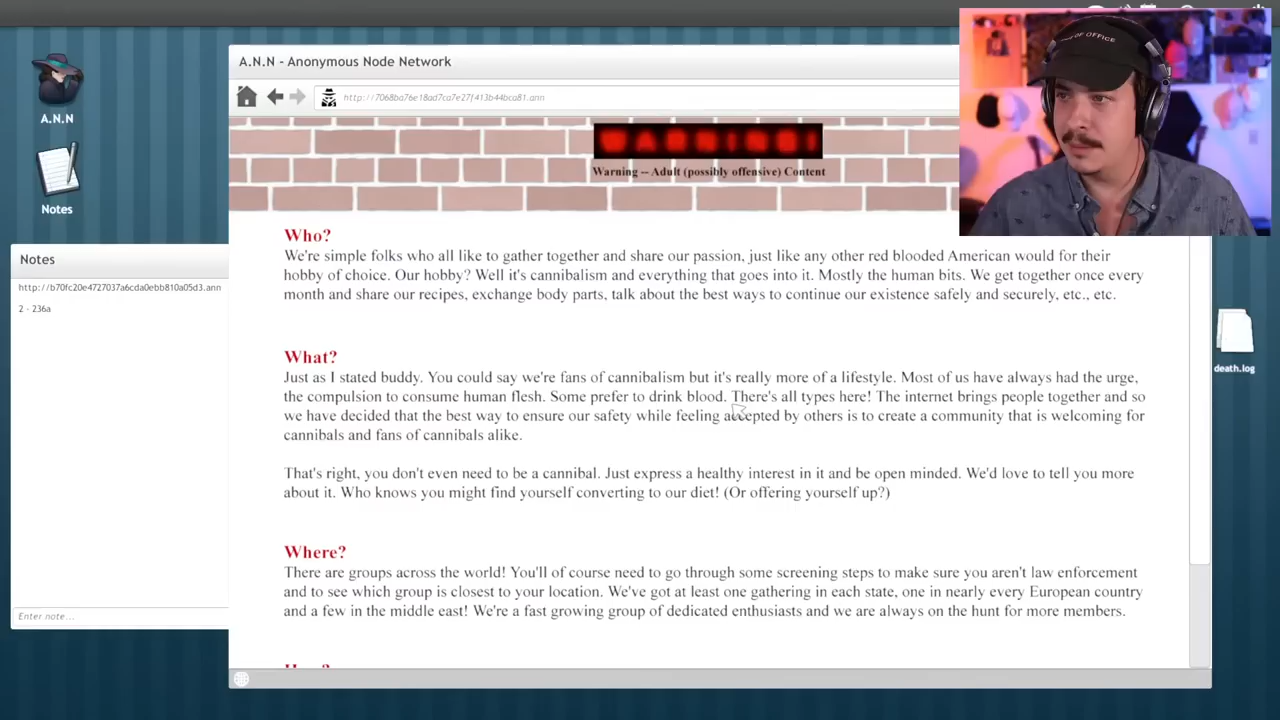 A.N.N - Anonymous Node Network
http://7068ba76e18ad7ca7e27f413b44bca81.ann
WARNING!
Warning -- Adult (possibly offensive) Content
A.N.N
Notes
Notes
http://b70fc20e4727037a6cda0ebb810a05d3.ann
2 - 236a
Enter note...
Who?
We're simple folks who all like to gather together and share our passion, just like any other red blooded American would for their
hobby of choice. Our hobby? Well it's cannibalism and everything that goes into it. Mostly the human bits. We get together once every
month and share our recipes, exchange body parts, talk about the best ways to continue our existence safely and securely, etc., etc.
What?
Just as I stated buddy. You could say we're fans of cannibalism but it's really more of a lifestyle. Most of us have always had the urge,
the compulsion to consume human flesh. Some prefer to drink blood. There's all types here! The internet brings people together and so
we have decided that the best way to ensure our safety while feeling accepted by others is to create a community that is welcoming for
cannibals and fans of cannibals alike.
That's right, you don't even need to be a cannibal. Just express a healthy interest in it and be open minded. We'd love to tell you more
about it. Who knows you might find yourself converting to our diet! (Or offering yourself up?)
Where?
There are groups across the world! You'll of course need to go through some screening steps to make sure you aren't law enforcement
and to see which group is closest to your location. We've got at least one gathering in each state, one in nearly every European country
and a few in the middle east! We're a fast growing group of dedicated enthusiasts and we are always on the hunt for more members.
death.log
OF OFFICE